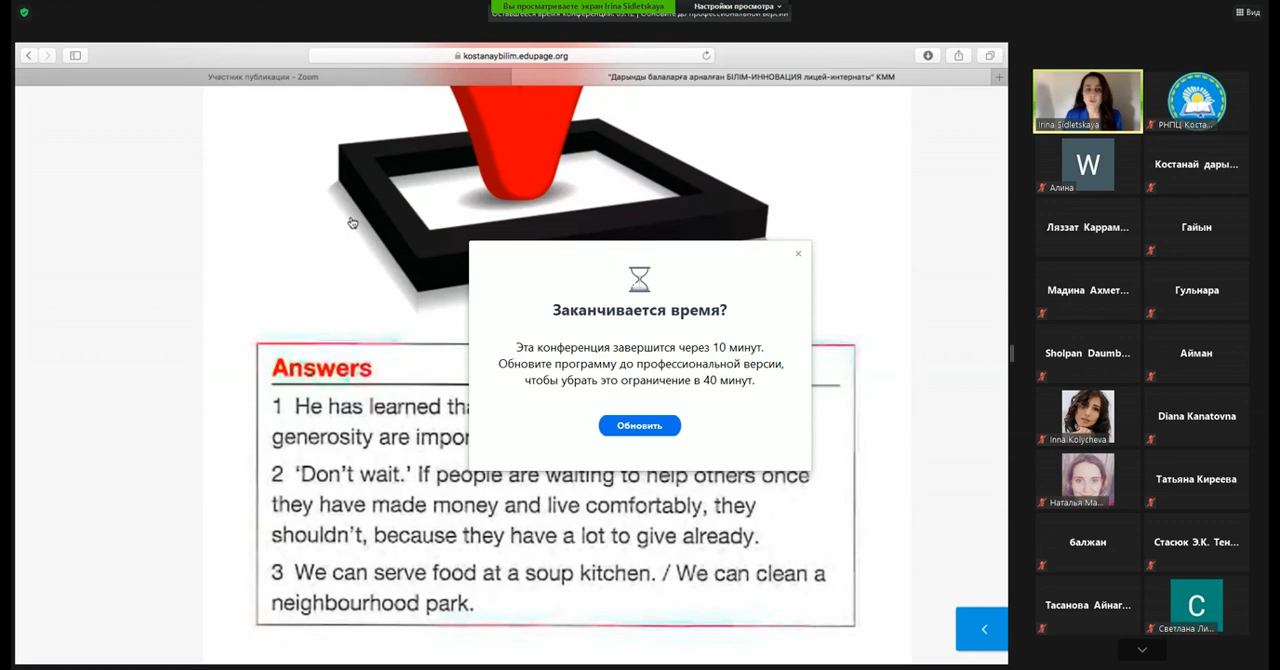 Вы просматриваете экран Irina Sidletskaya
Настройки просмотра
Вид
kostanaybilim.edupage.org
Участник публикации - Zoom
"Дарынды балаларға арналған БІЛІМ-ИННОВАЦИЯ лицей-интернаты" КММ
Заканчивается время?
Эта конференция завершится через 10 минут.
Обновите программу до профессиональной версии,
чтобы убрать это ограничение в 40 минут.
Обновить
Answers
1 He has learned tha
generosity are impor
2 ‘Don’t wait.’ If people are waiting to help others once
they have made money and live comfortably, they
shouldn’t, because they have a lot to give already.
3 We can serve food at a soup kitchen. / We can clean a
neighbourhood park.
Irina Sidletskaya
РНПЦ Коста...
W
Алина
Костанай дары...
Ляззат Каррам...
Гайын
Мадина Ахмет...
Гульнара
Sholpan Daumb...
Айман
Inna Kolycheva
Diana Kanatovna
Наталья Ма...
Татьяна Киреева
балжан
Стасюк Э.К. Тен...
Тасанова Айнаг...
С
Светлана Ли...